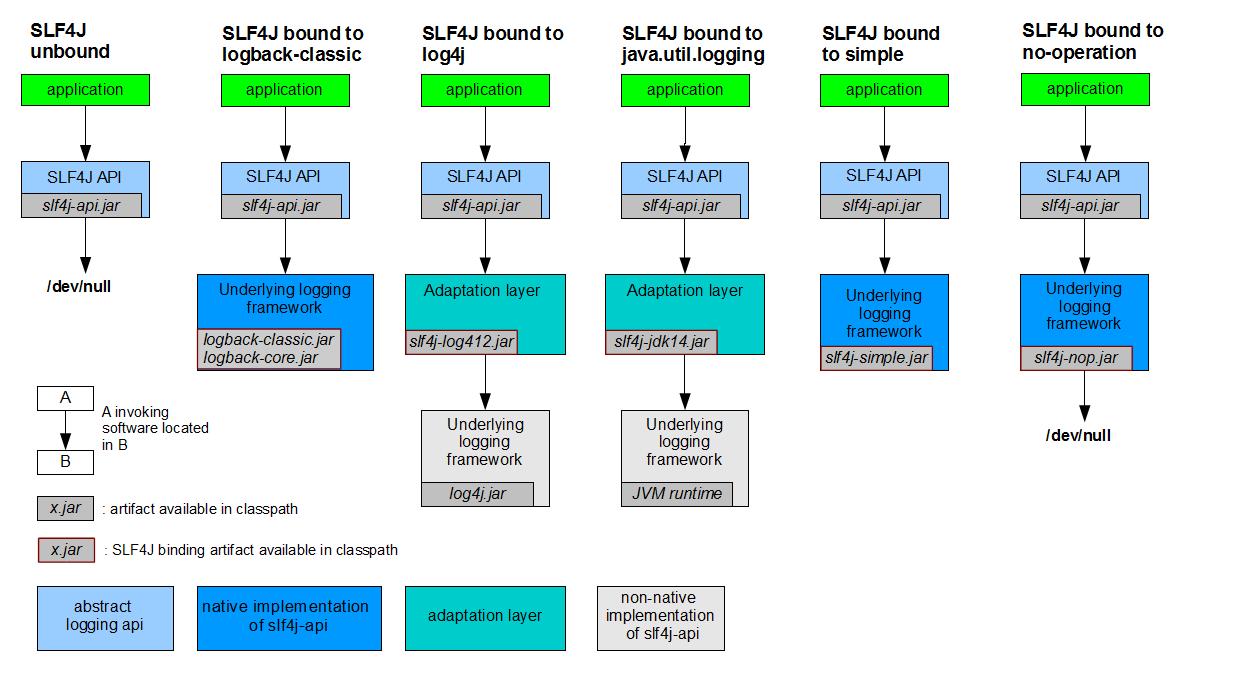 SLF4J
unbound
application
SLF4J API
slf4j-api.jar
/dev/null
SLF4J bound to
logback-classic
application
SLF4J API
slf4j-api.jar
Underlying logging
framework
logback-classic.jar
logback-core.jar
SLF4J bound to
log4j
application
SLF4J API
slf4j-api.jar
Adaptation layer
slf4j-log412.jar
Underlying
logging
framework
log4j.jar
SLF4J bound to
java.util.logging
application
SLF4J API
slf4j-api.jar
Adaptation layer
slf4j-jdk14.jar
Underlying
logging
framework
JVM runtime
SLF4J bound
to simple
application
SLF4J API
slf4j-api.jar
Underlying
logging
framework
slf4j-simple.jar
SLF4J bound to
no-operation
application
SLF4J API
slf4j-api.jar
Underlying
logging
framework
slf4j-nop.jar
/dev/null
A
B
A invoking
software located
in B
x.jar : artifact available in classpath
x.jar : SLF4J binding artifact available in classpath
abstract
logging api
native implementation
of slf4j-api
adaptation layer
non-native
implementation
of slf4j-api